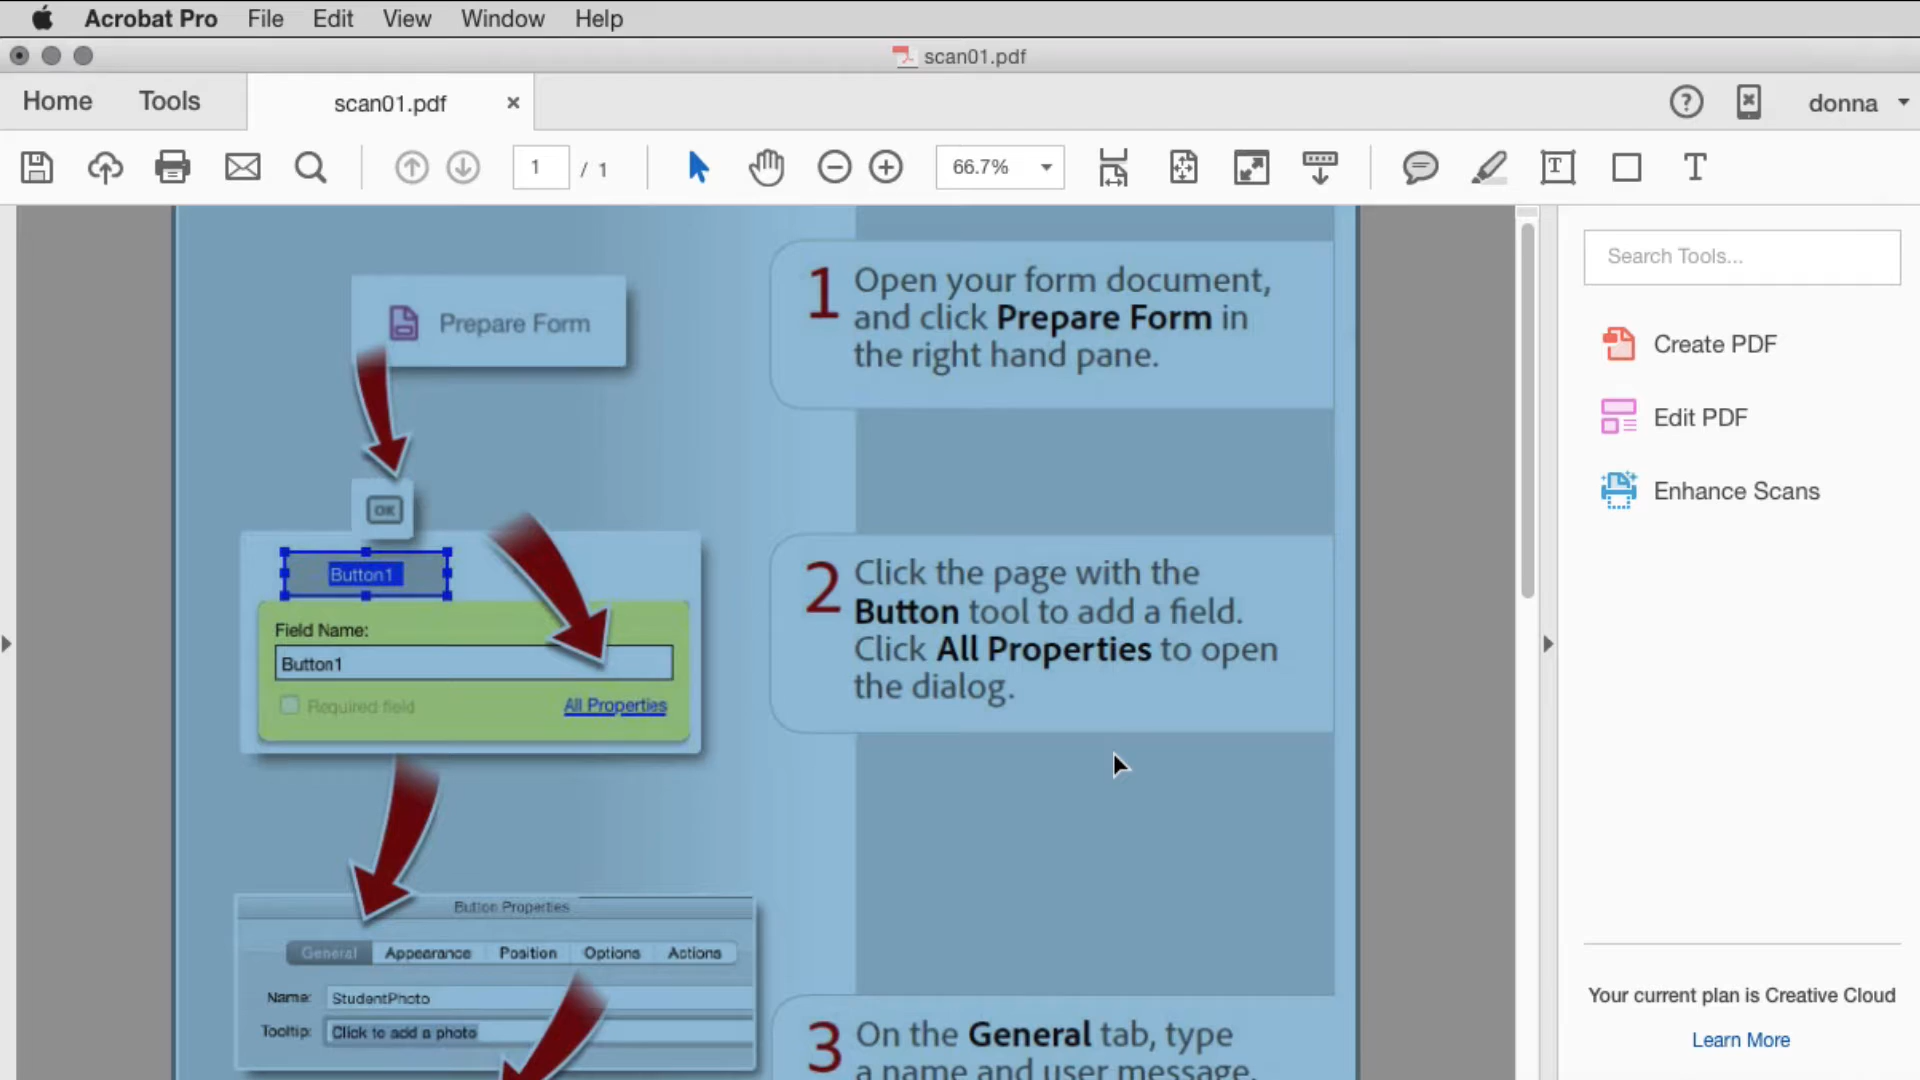 Acrobat Pro File Edit View Window Help
scan01.pdf
Home Tools scan01.pdf × donna
1 / 1 66.7%
Search Tools...
Create PDF
Edit PDF
Enhance Scans
Your current plan is Creative Cloud
Learn More
Prepare Form
OK
Button1
Field Name:
Button1
Required field All Properties
Button Properties
General Appearance Position Options Actions
Name: StudentPhoto
Tooltip: Click to add a photo
1 Open your form document,
and click Prepare Form in
the right hand pane.
2 Click the page with the
Button tool to add a field.
Click All Properties to open
the dialog.
3 On the General tab, type
a name and user message.